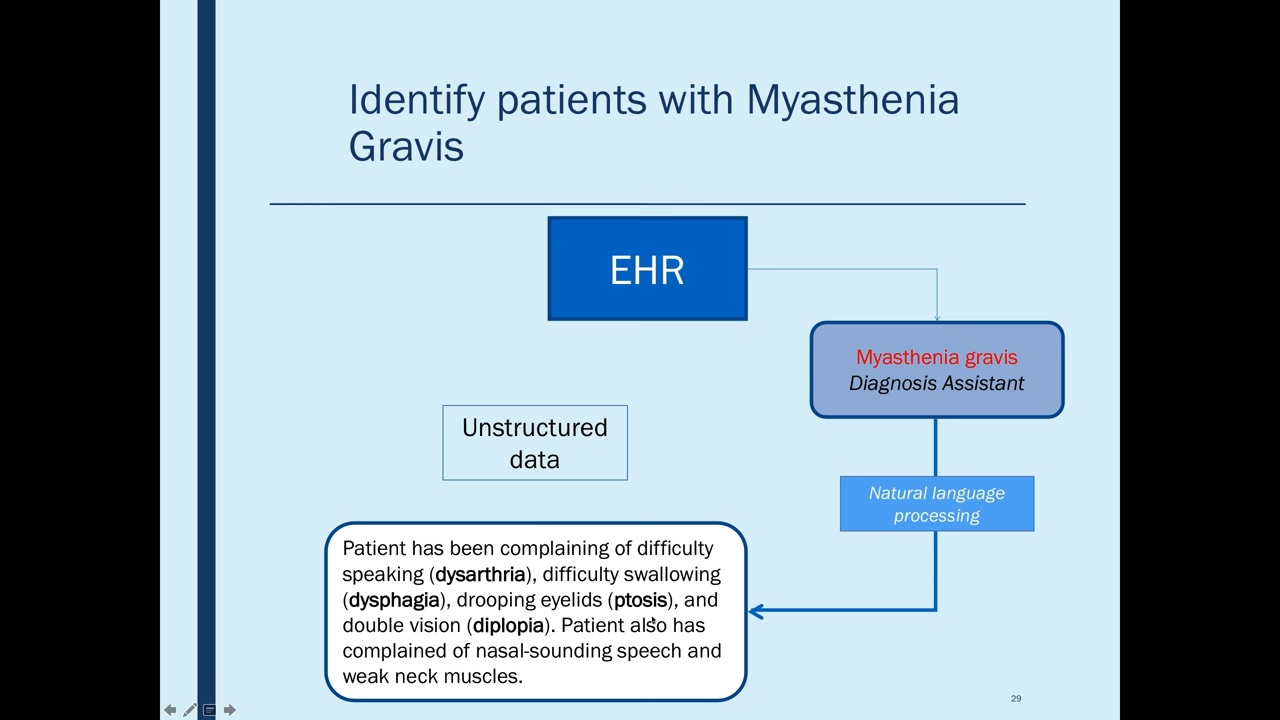 Identify patients with Myasthenia
Gravis
EHR
Myasthenia gravis
Diagnosis Assistant
Unstructured
data
Natural language
processing
Patient has been complaining of difficulty
speaking (dysarthria), difficulty swallowing
(dysphagia), drooping eyelids (ptosis), and
double vision (diplopia). Patient also has
complained of nasal-sounding speech and
weak neck muscles.
29